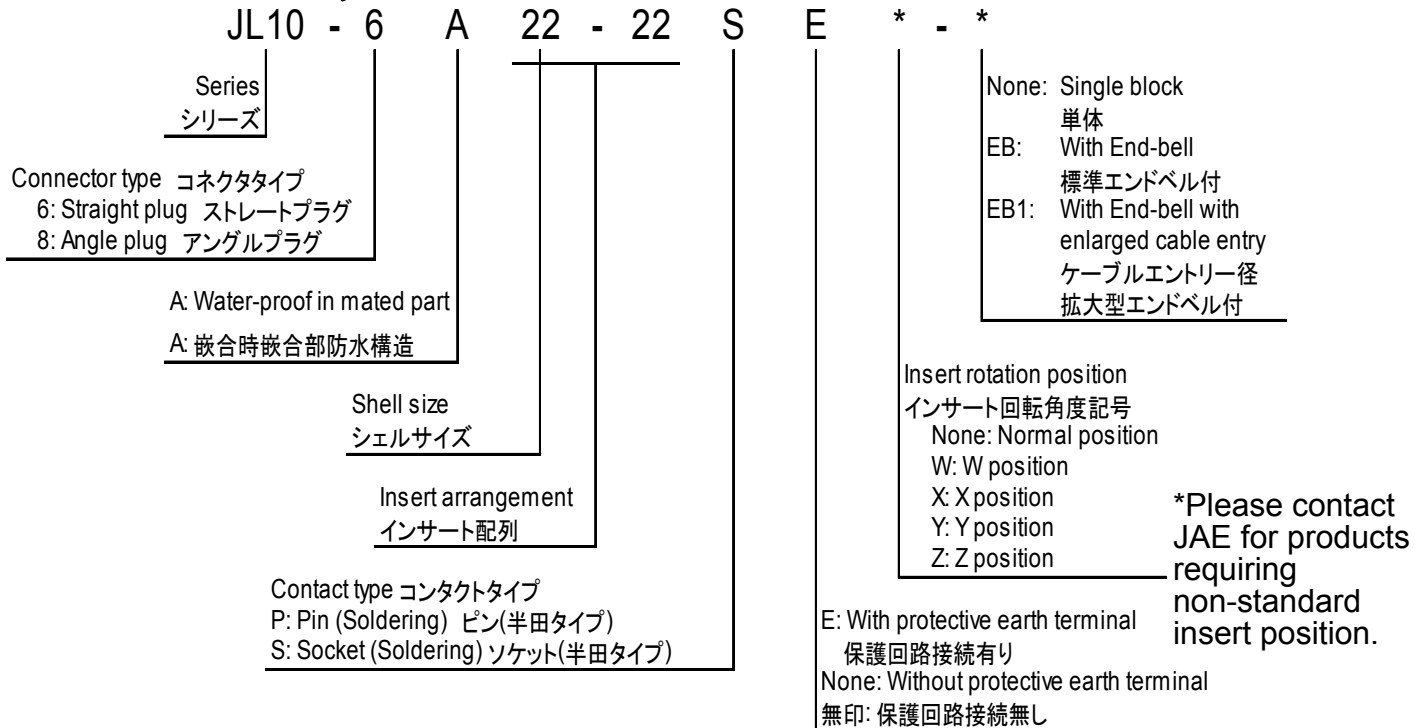 JL10 - 6 A 22 - 22 S E * - *
Series
シリーズ
Connector type コネクタタイプ
6: Straight plug ストレートプラグ
8: Angle plug アングルプラグ
A: Water-proof in mated part
A: 嵌合時嵌合部防水構造
Shell size
シェルサイズ
Insert arrangement
インサート配列
Contact type コンタクトタイプ
P: Pin (Soldering) ピン(半田タイプ)
S: Socket (Soldering) ソケット(半田タイプ)
None: Single block
単体
EB: With End-bell
標準エンドベル付
EB1: With End-bell with
enlarged cable entry
ケーブルエントリー径
拡大型エンドベル付
Insert rotation position
インサート回転角度記号
None: Normal position
W: W position
X: X position
Y: Y position
Z: Z position
*Please contact
JAE for products
requiring
non-standard
insert position.
E: With protective earth terminal
保護回路接続有り
None: Without protective earth terminal
無印: 保護回路接続無し